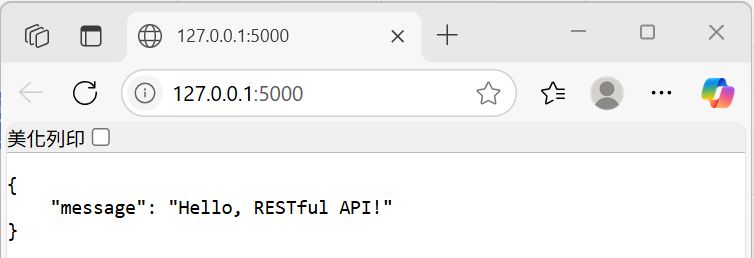 127.0.0.1:5000
127.0.0.1:5000
美化列印
{
    "message": "Hello, RESTful API!"
}